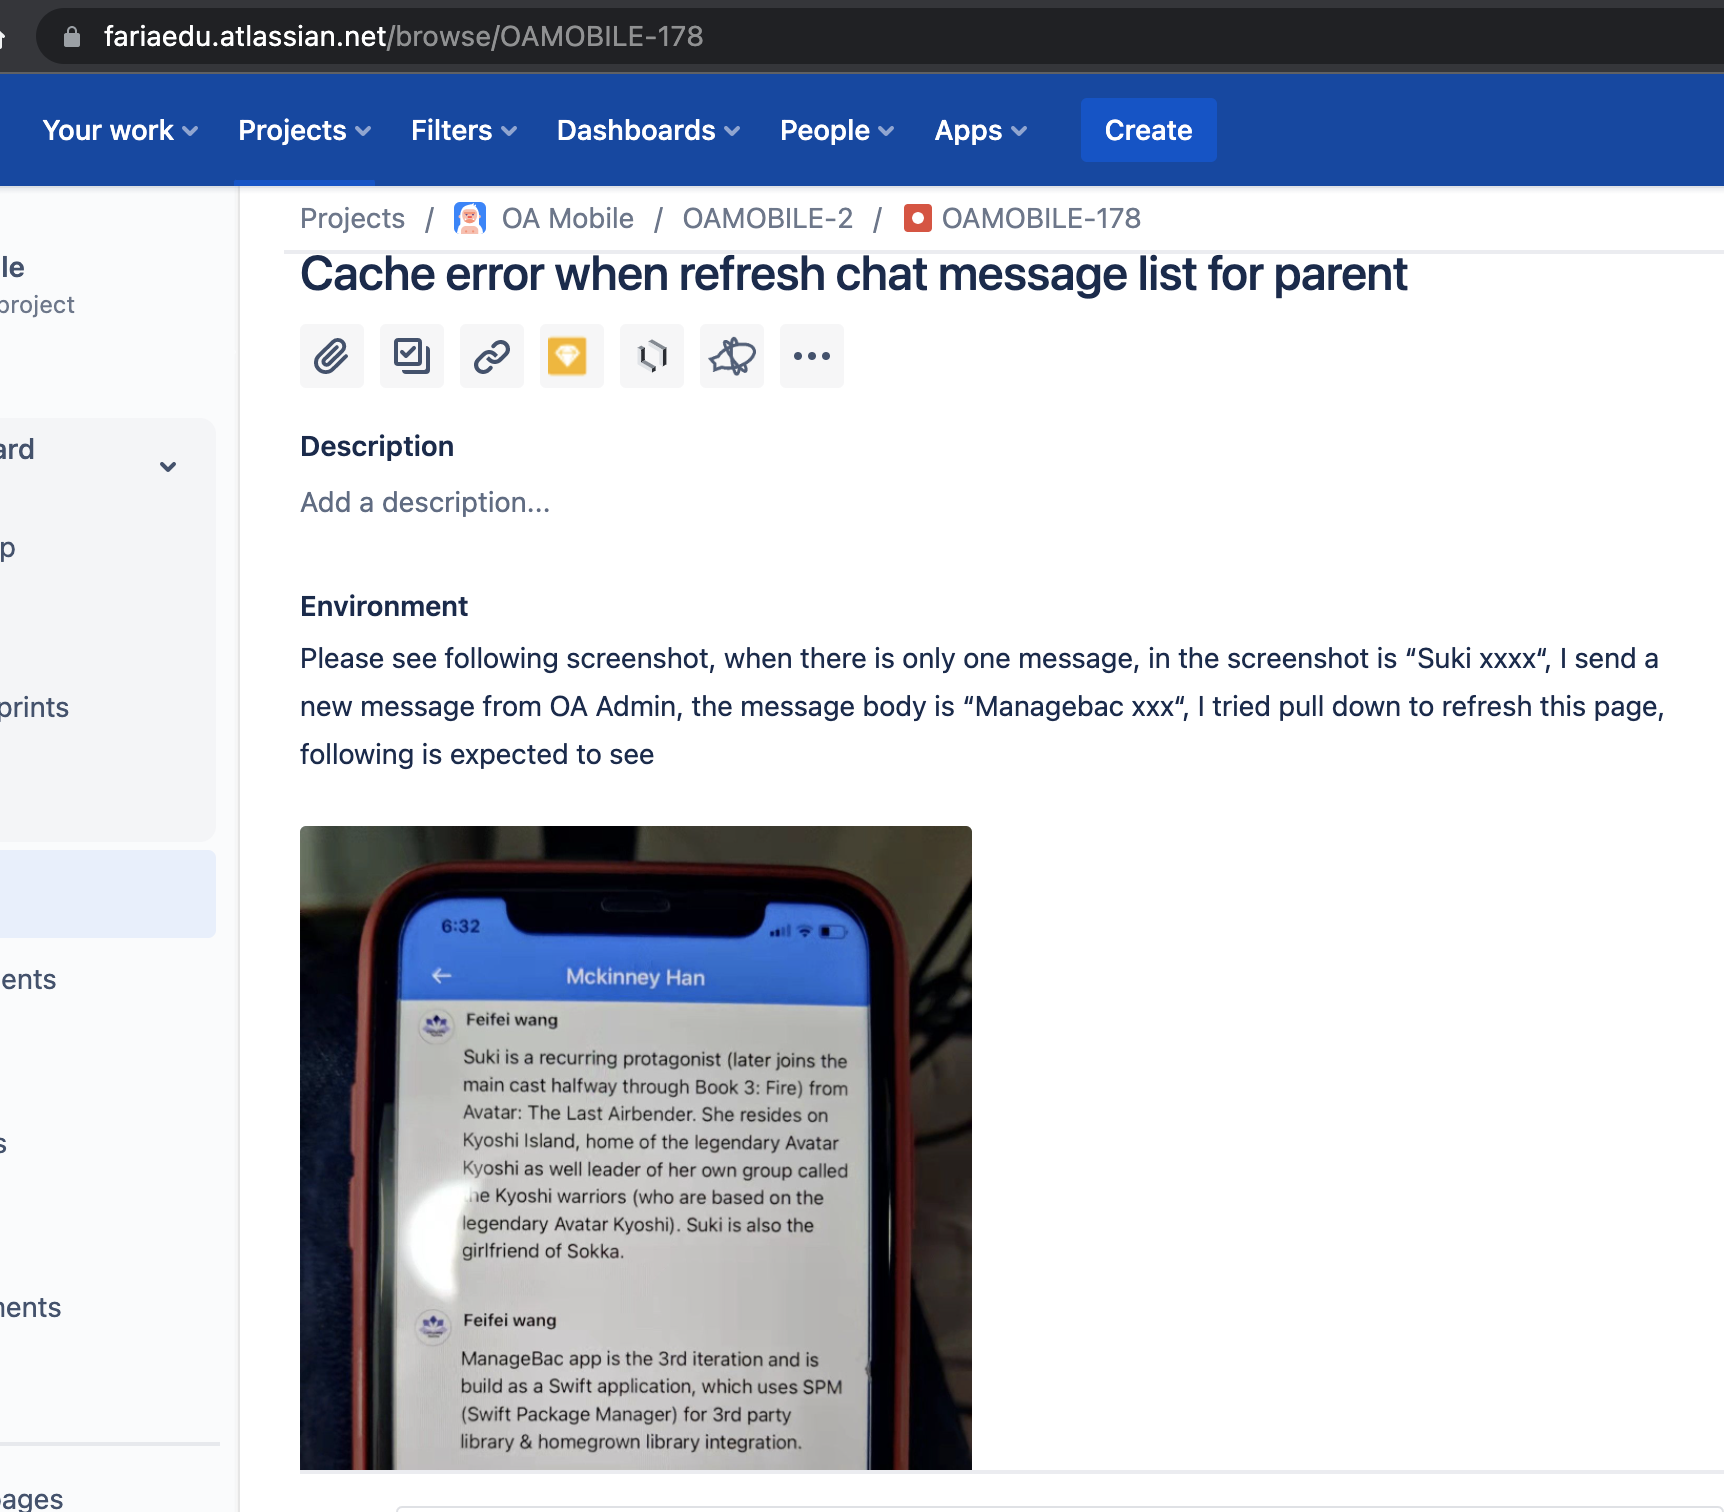 fariaedu.atlassian.net/browse/OAMOBILE-178
Your work Projects Filters Dashboards People Apps Create
Projects / OA Mobile / OAMOBILE-2 / OAMOBILE-178
le
project
ard
p
prints
ents
s
ments
pages
Cache error when refresh chat message list for parent
Description
Add a description...
Environment
Please see following screenshot, when there is only one message, in the screenshot is “Suki xxxx“, I send a
new message from OA Admin, the message body is “Managebac xxx“, I tried pull down to refresh this page,
following is expected to see
6:32
Mckinney Han
Feifei wang
Suki is a recurring protagonist (later joins the
main cast halfway through Book 3: Fire) from
Avatar: The Last Airbender. She resides on
Kyoshi Island, home of the legendary Avatar
Kyoshi as well leader of her own group called
the Kyoshi warriors (who are based on the
legendary Avatar Kyoshi). Suki is also the
girlfriend of Sokka.
Feifei wang
ManageBac app is the 3rd iteration and is
build as a Swift application, which uses SPM
(Swift Package Manager) for 3rd party
library & homegrown library integration.